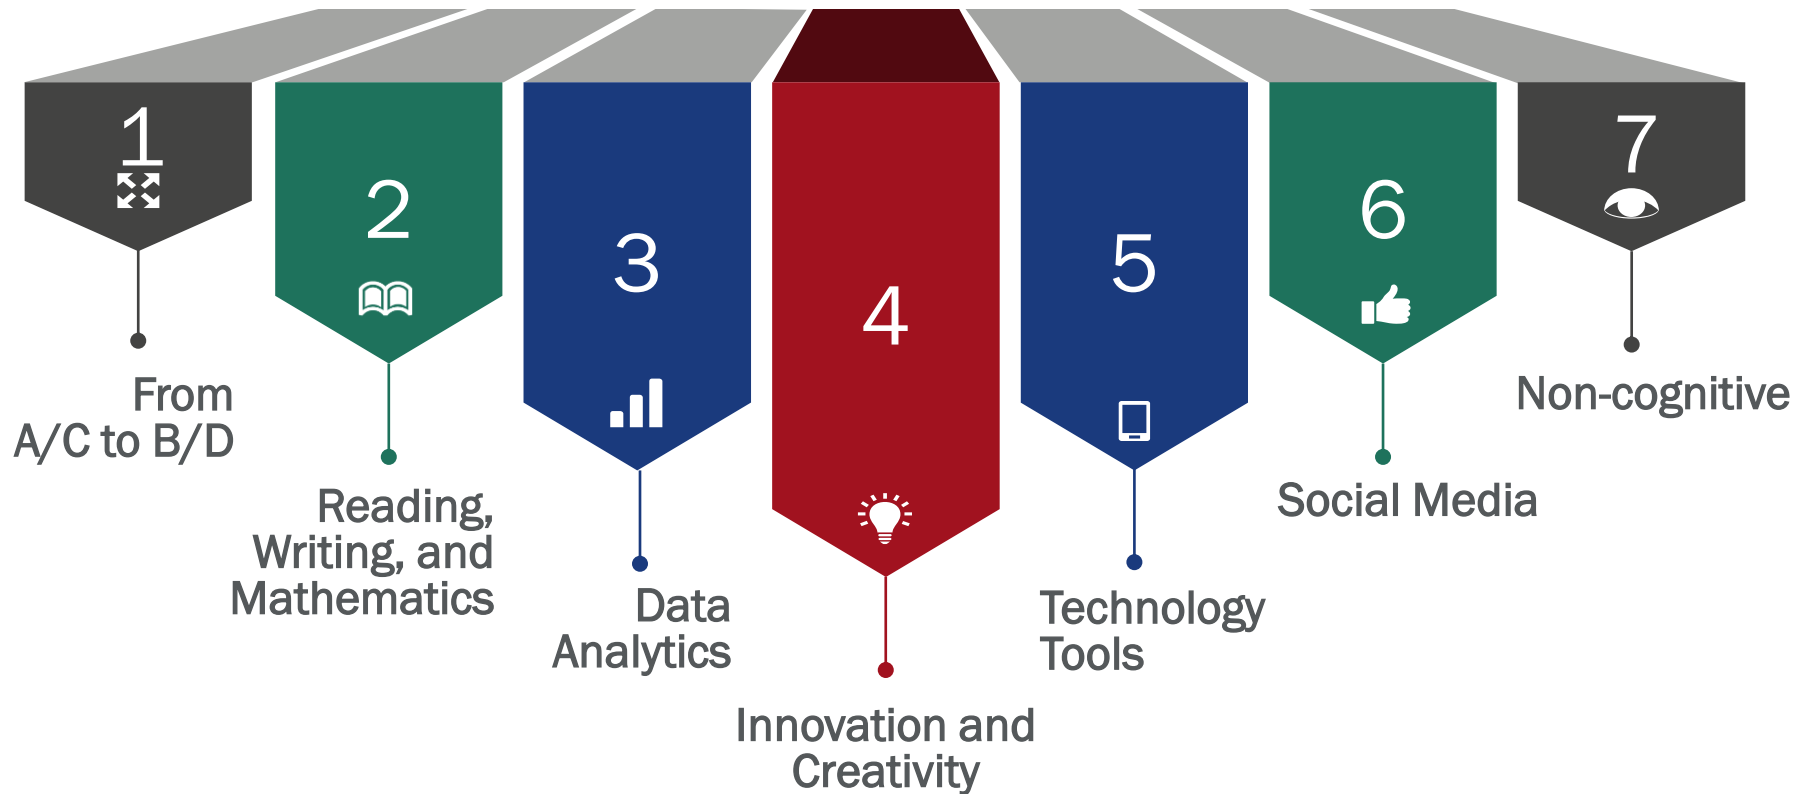 1
From
A/C to B/D
2
Reading,
Writing, and
Mathematics
3
Data
Analytics
4
Innovation and
Creativity
5
Technology
Tools
6
Social Media
7
Non-cognitive